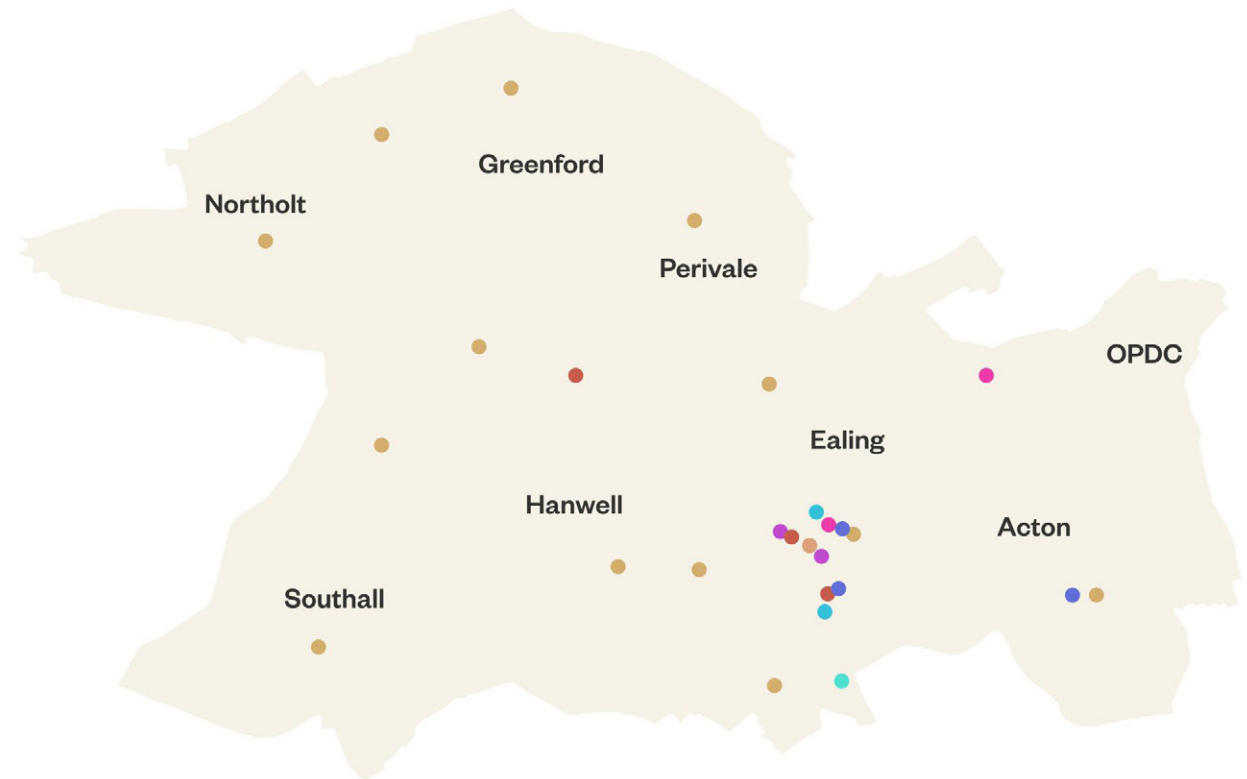 Greenford
Northolt
Perivale
OPDC
Ealing
Hanwell
Acton
Southall